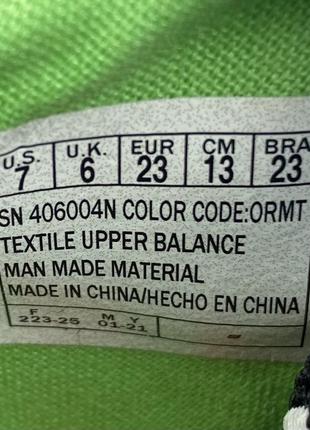 U.S. U.K. EUR CM BRA
7 6 23 13 23
SN 406004N COLOR CODE:ORMT
TEXTILE UPPER BALANCE
MAN MADE MATERIAL
MADE IN CHINA/HECHO EN CHINA
F M Y
223-25 01-21